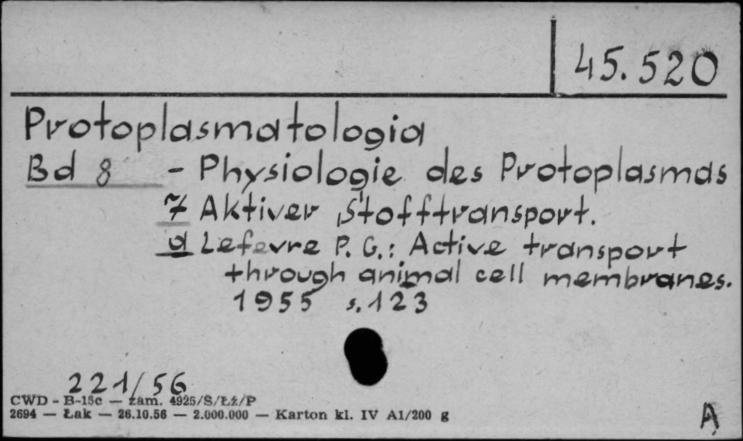 45.520
Protoplasmatologia
Bd 8 - Physiologie des Protoplasmas
7 Aktiver Stofftransport.
a Lefevre P. G.: Active transport
through animal cell membranes.
1955 s. 123
221/56
CWD - B-15c — zam. 4925/S/Łż/P
2694 — Łak — 26.10.56 — 2.000.000 — Karton kl. IV A1/200 g
A